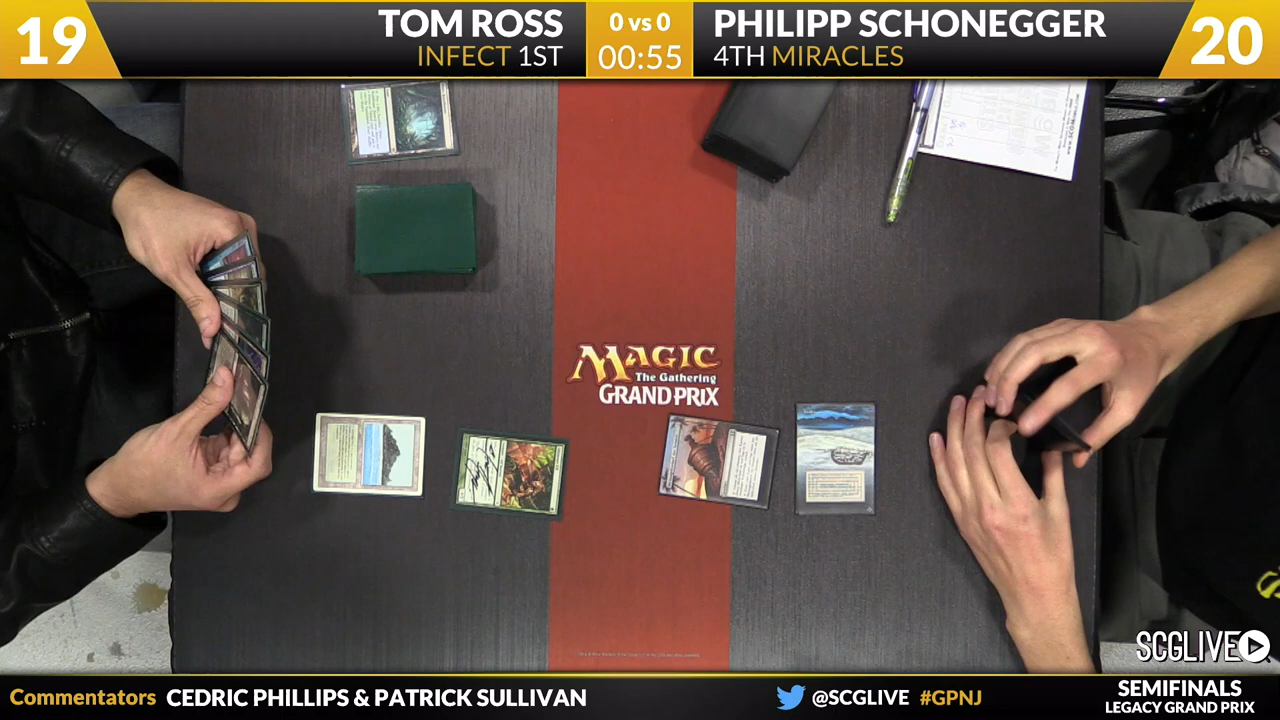 19
TOM ROSS
INFECT 1ST
0 vs 0
00:55
PHILIPP SCHONEGGER
4TH MIRACLES
20
MAGIC
The Gathering
GRAND PRIX
SCGLIVE
Commentators CEDRIC PHILLIPS & PATRICK SULLIVAN
@SCGLIVE #GPNJ
SEMIFINALS
LEGACY GRAND PRIX